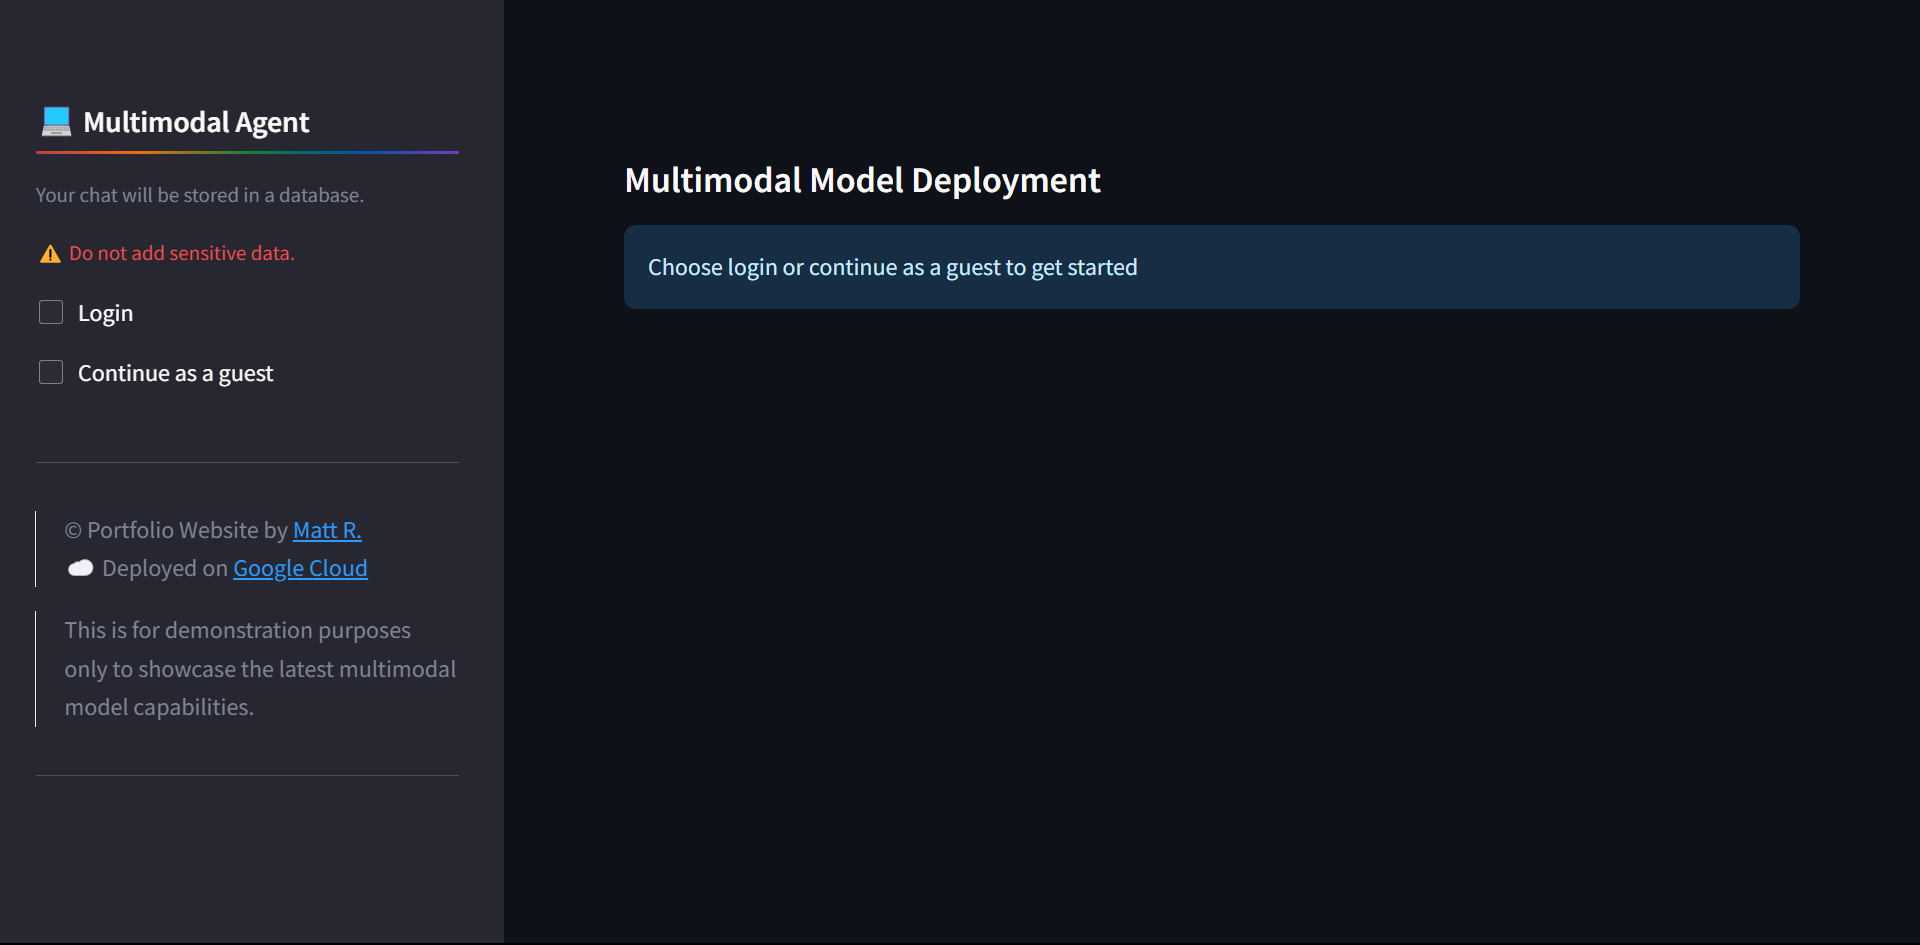 Multimodal Agent
Your chat will be stored in a database.
Do not add sensitive data.
Login
Continue as a guest
© Portfolio Website by Matt R.
Deployed on Google Cloud
This is for demonstration purposes
only to showcase the latest multimodal
model capabilities.
Multimodal Model Deployment
Choose login or continue as a guest to get started